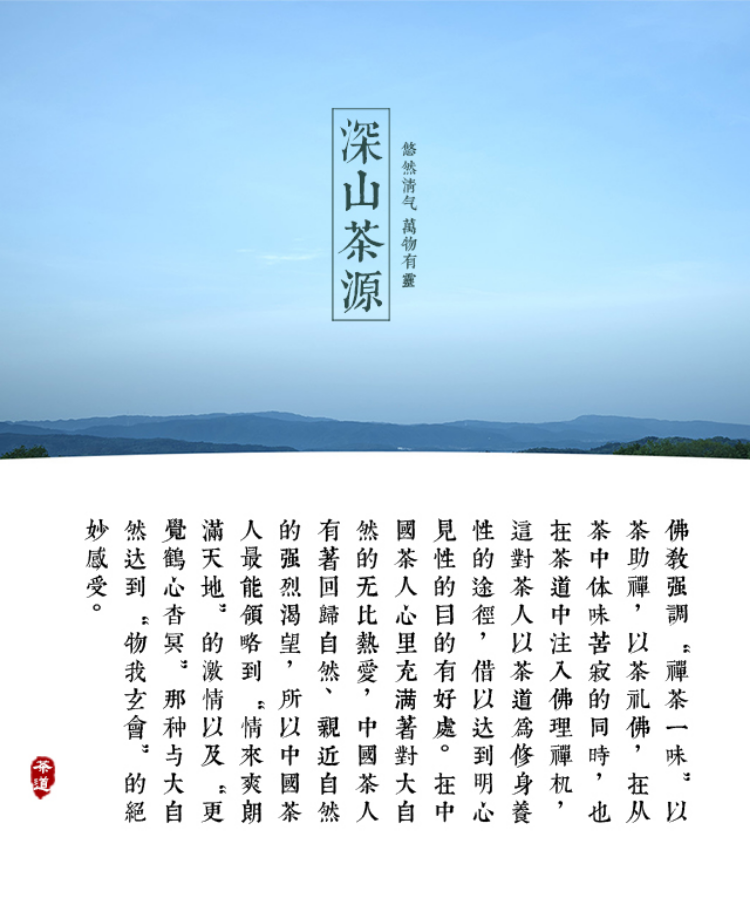 深山茶源
悠然清气 萬物有靈
佛教强調“禪茶一味”以
茶助禪，以茶礼佛，在从
茶中体味苦寂的同時，也
在茶道中注入佛理禪机，
這對茶人以茶道爲修身養
性的途徑，借以达到明心
見性的目的有好處。在中
國茶人心里充满著對大自
然的无比熱愛，中國茶人
有著回歸自然、親近自然
的强烈渴望，所以中國茶
人最能領略到“情來爽朗
滿天地”的激情以及“更
覺鶴心杳冥”那种与大自
然达到“物我玄會”的絕
妙感受。
茶道